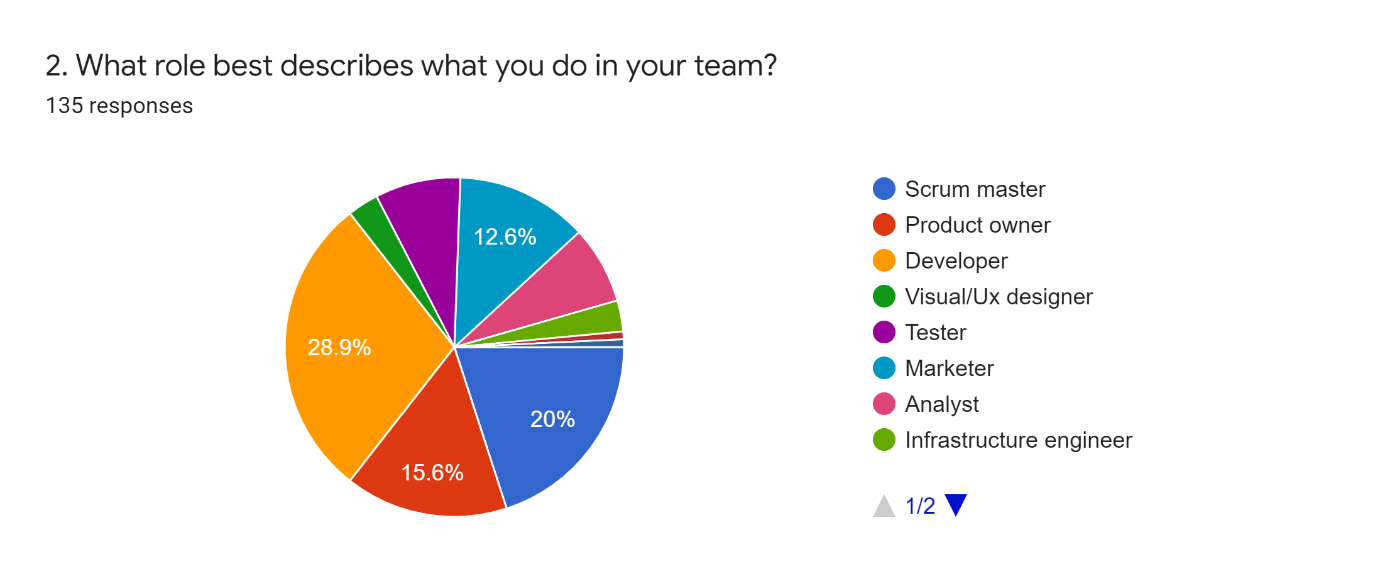 2. What role best describes what you do in your team?
135 responses
12.6%
28.9%
20%
15.6%
Scrum master
Product owner
Developer
Visual/Ux designer
Tester
Marketer
Analyst
Infrastructure engineer
1/2